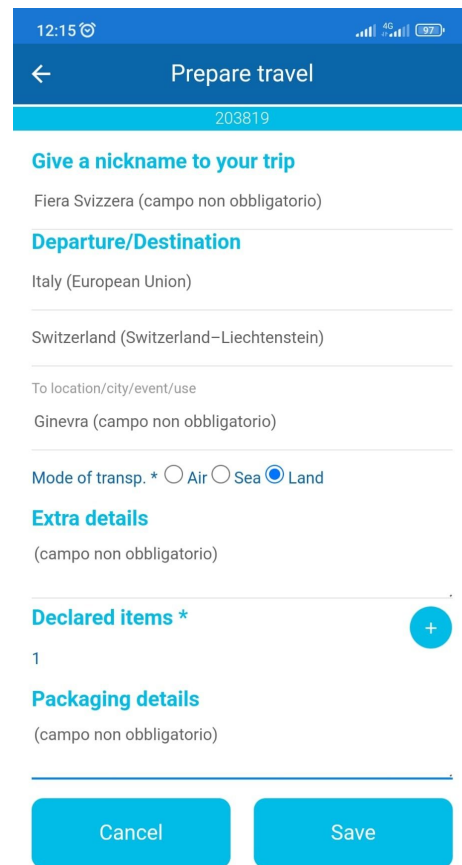 12:15
4G
97
Prepare travel
203819
Give a nickname to your trip
Fiera Svizzera (campo non obbligatorio)
Departure/Destination
Italy (European Union)
Switzerland (Switzerland–Liechtenstein)
To location/city/event/use
Ginevra (campo non obbligatorio)
Mode of transp. * Air Sea Land
Extra details
(campo non obbligatorio)
Declared items *
+
1
Packaging details
(campo non obbligatorio)
Cancel Save